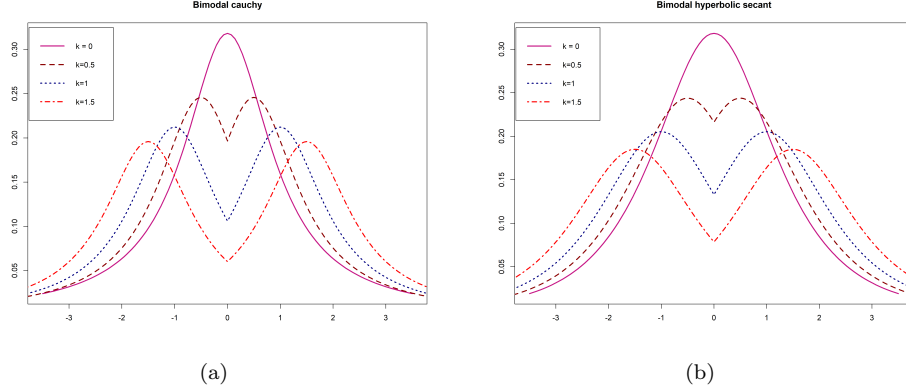 Bimodal cauchy
k = 0
k=0.5
k=1
k=1.5
0.30
0.25
0.20
0.15
0.10
0.05
-3 -2 -1 0 1 2 3
(a)
Bimodal hyperbolic secant
k = 0
k=0.5
k=1
k=1.5
0.30
0.25
0.20
0.15
0.10
0.05
-3 -2 -1 0 1 2 3
(b)